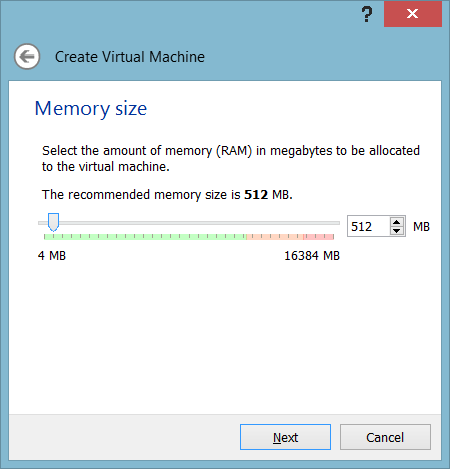 ?
Create Virtual Machine
Memory size
Select the amount of memory (RAM) in megabytes to be allocated
to the virtual machine.
The recommended memory size is 512 MB.
512 MB
4 MB 16384 MB
Next Cancel